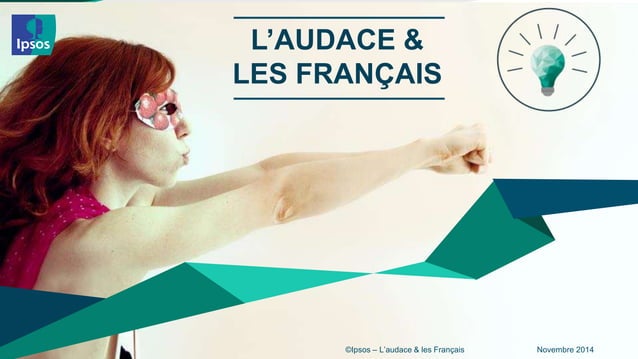 Ipsos
L’AUDACE &
LES FRANÇAIS
©Ipsos – L’audace & les Français
Novembre 2014